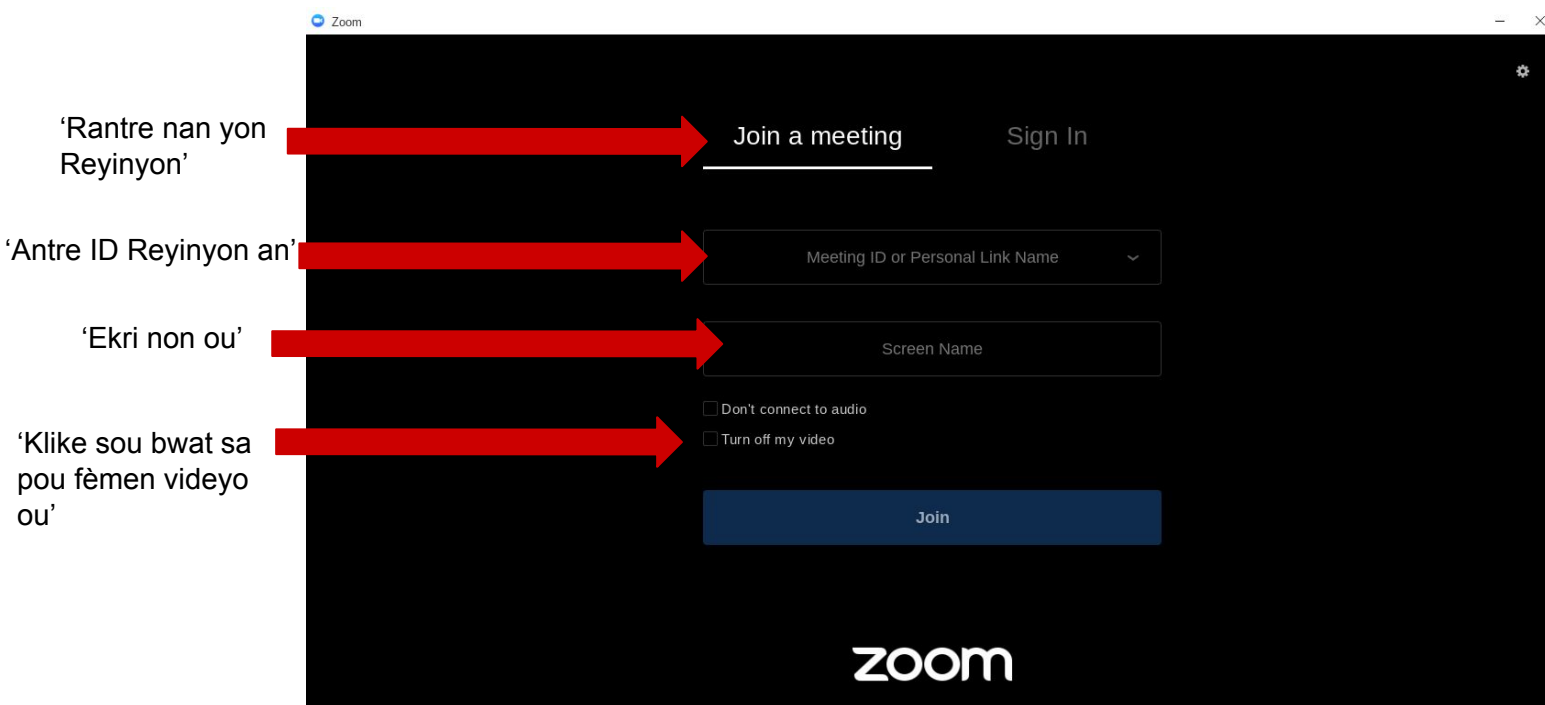 Zoom
‘Rantre nan yon
Reyinyon’
Join a meeting
Sign In
‘Antre ID Reyinyon an’
Meeting ID or Personal Link Name
‘Ekri non ou’
Screen Name
Don't connect to audio
‘Klike sou bwat sa
pou fèmen videyo
ou’
Turn off my video
Join
zoom